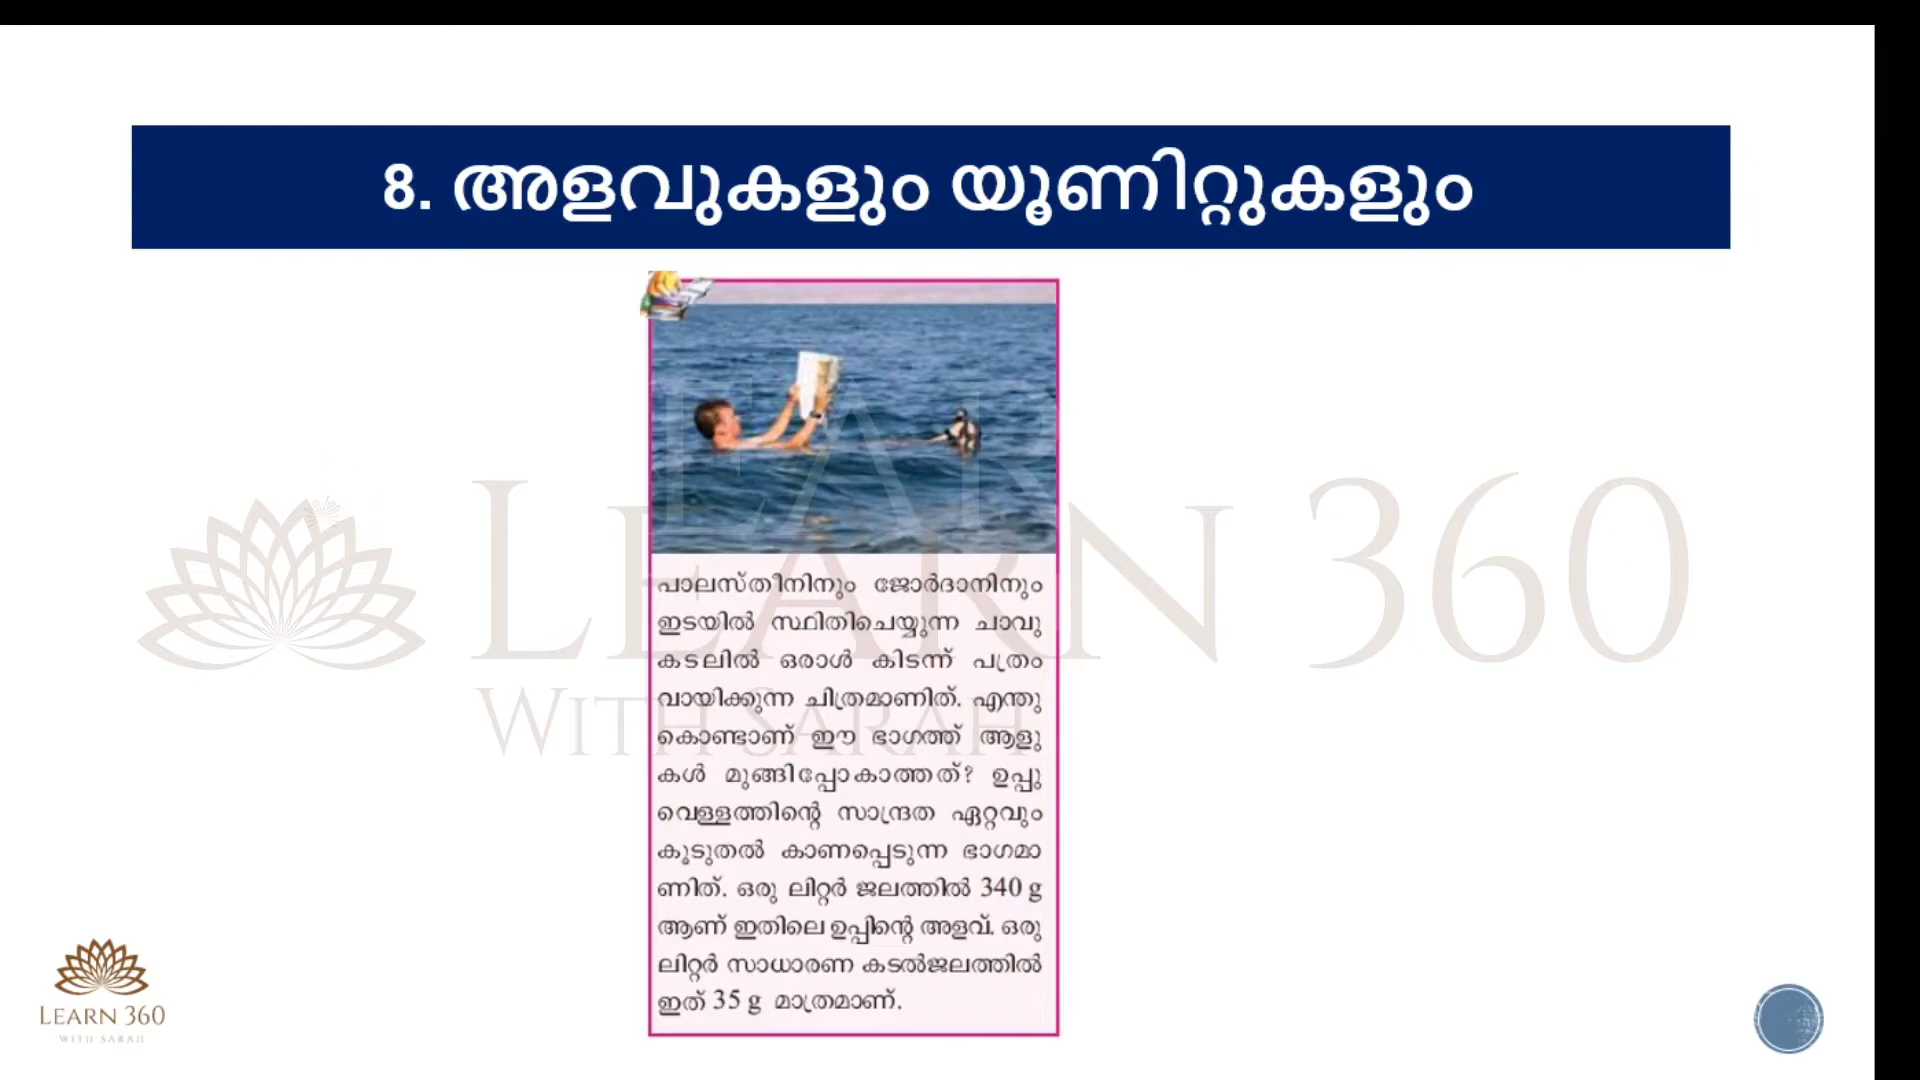 8. അളവുകളും യൂണിറ്റുകളും
പാലസ്തീനിനും ജോർദാനിനും
ഇടയിൽ സ്ഥിതിചെയ്യുന്ന ചാവു
കടലിൽ ഒരാൾ കിടന്ന് പത്രം
വായിക്കുന്ന ചിത്രമാണിത്. എന്തു
കൊണ്ടാണ് ഈ ഭാഗത്ത് ആളു
കൾ മുങ്ങിപ്പോകാത്തത്? ഉപ്പു
വെള്ളത്തിന്റെ സാന്ദ്രത ഏറ്റവും
കൂടുതൽ കാണപ്പെടുന്ന ഭാഗമാ
ണിത്. ഒരു ലിറ്റർ ജലത്തിൽ 340 g
ആണ് ഇതിലെ ഉപ്പിന്റെ അളവ്. ഒരു
ലിറ്റർ സാധാരണ കടൽജലത്തിൽ
ഇത് 35 g മാത്രമാണ്.
LEARN 360
WITH SARAH
LEARN 360
WITH SARAH